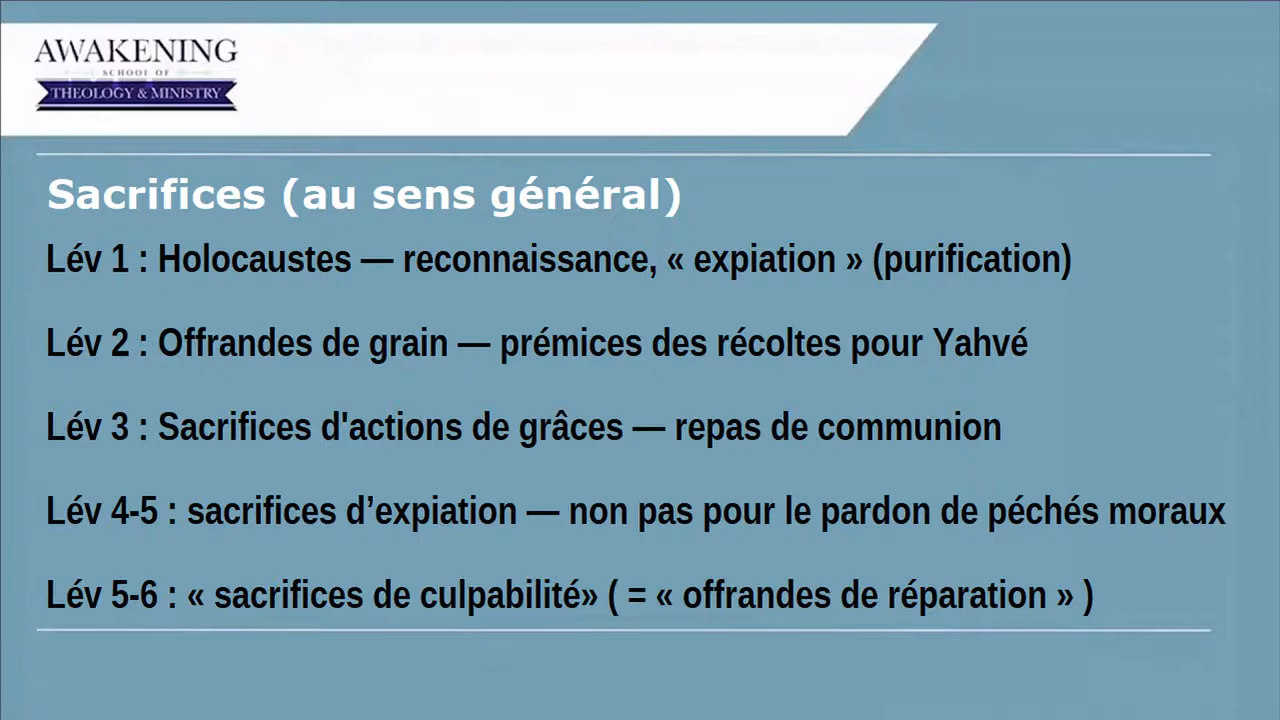 AWAKENING
SCHOOL OF
THEOLOGY & MINISTRY
Sacrifices (au sens général)
Lév 1 : Holocaustes — reconnaissance, « expiation » (purification)
Lév 2 : Offrandes de grain — prémices des récoltes pour Yahvé
Lév 3 : Sacrifices d'actions de grâces — repas de communion
Lév 4-5 : sacrifices d’expiation — non pas pour le pardon de péchés moraux
Lév 5-6 : « sacrifices de culpabilité» ( = « offrandes de réparation » )